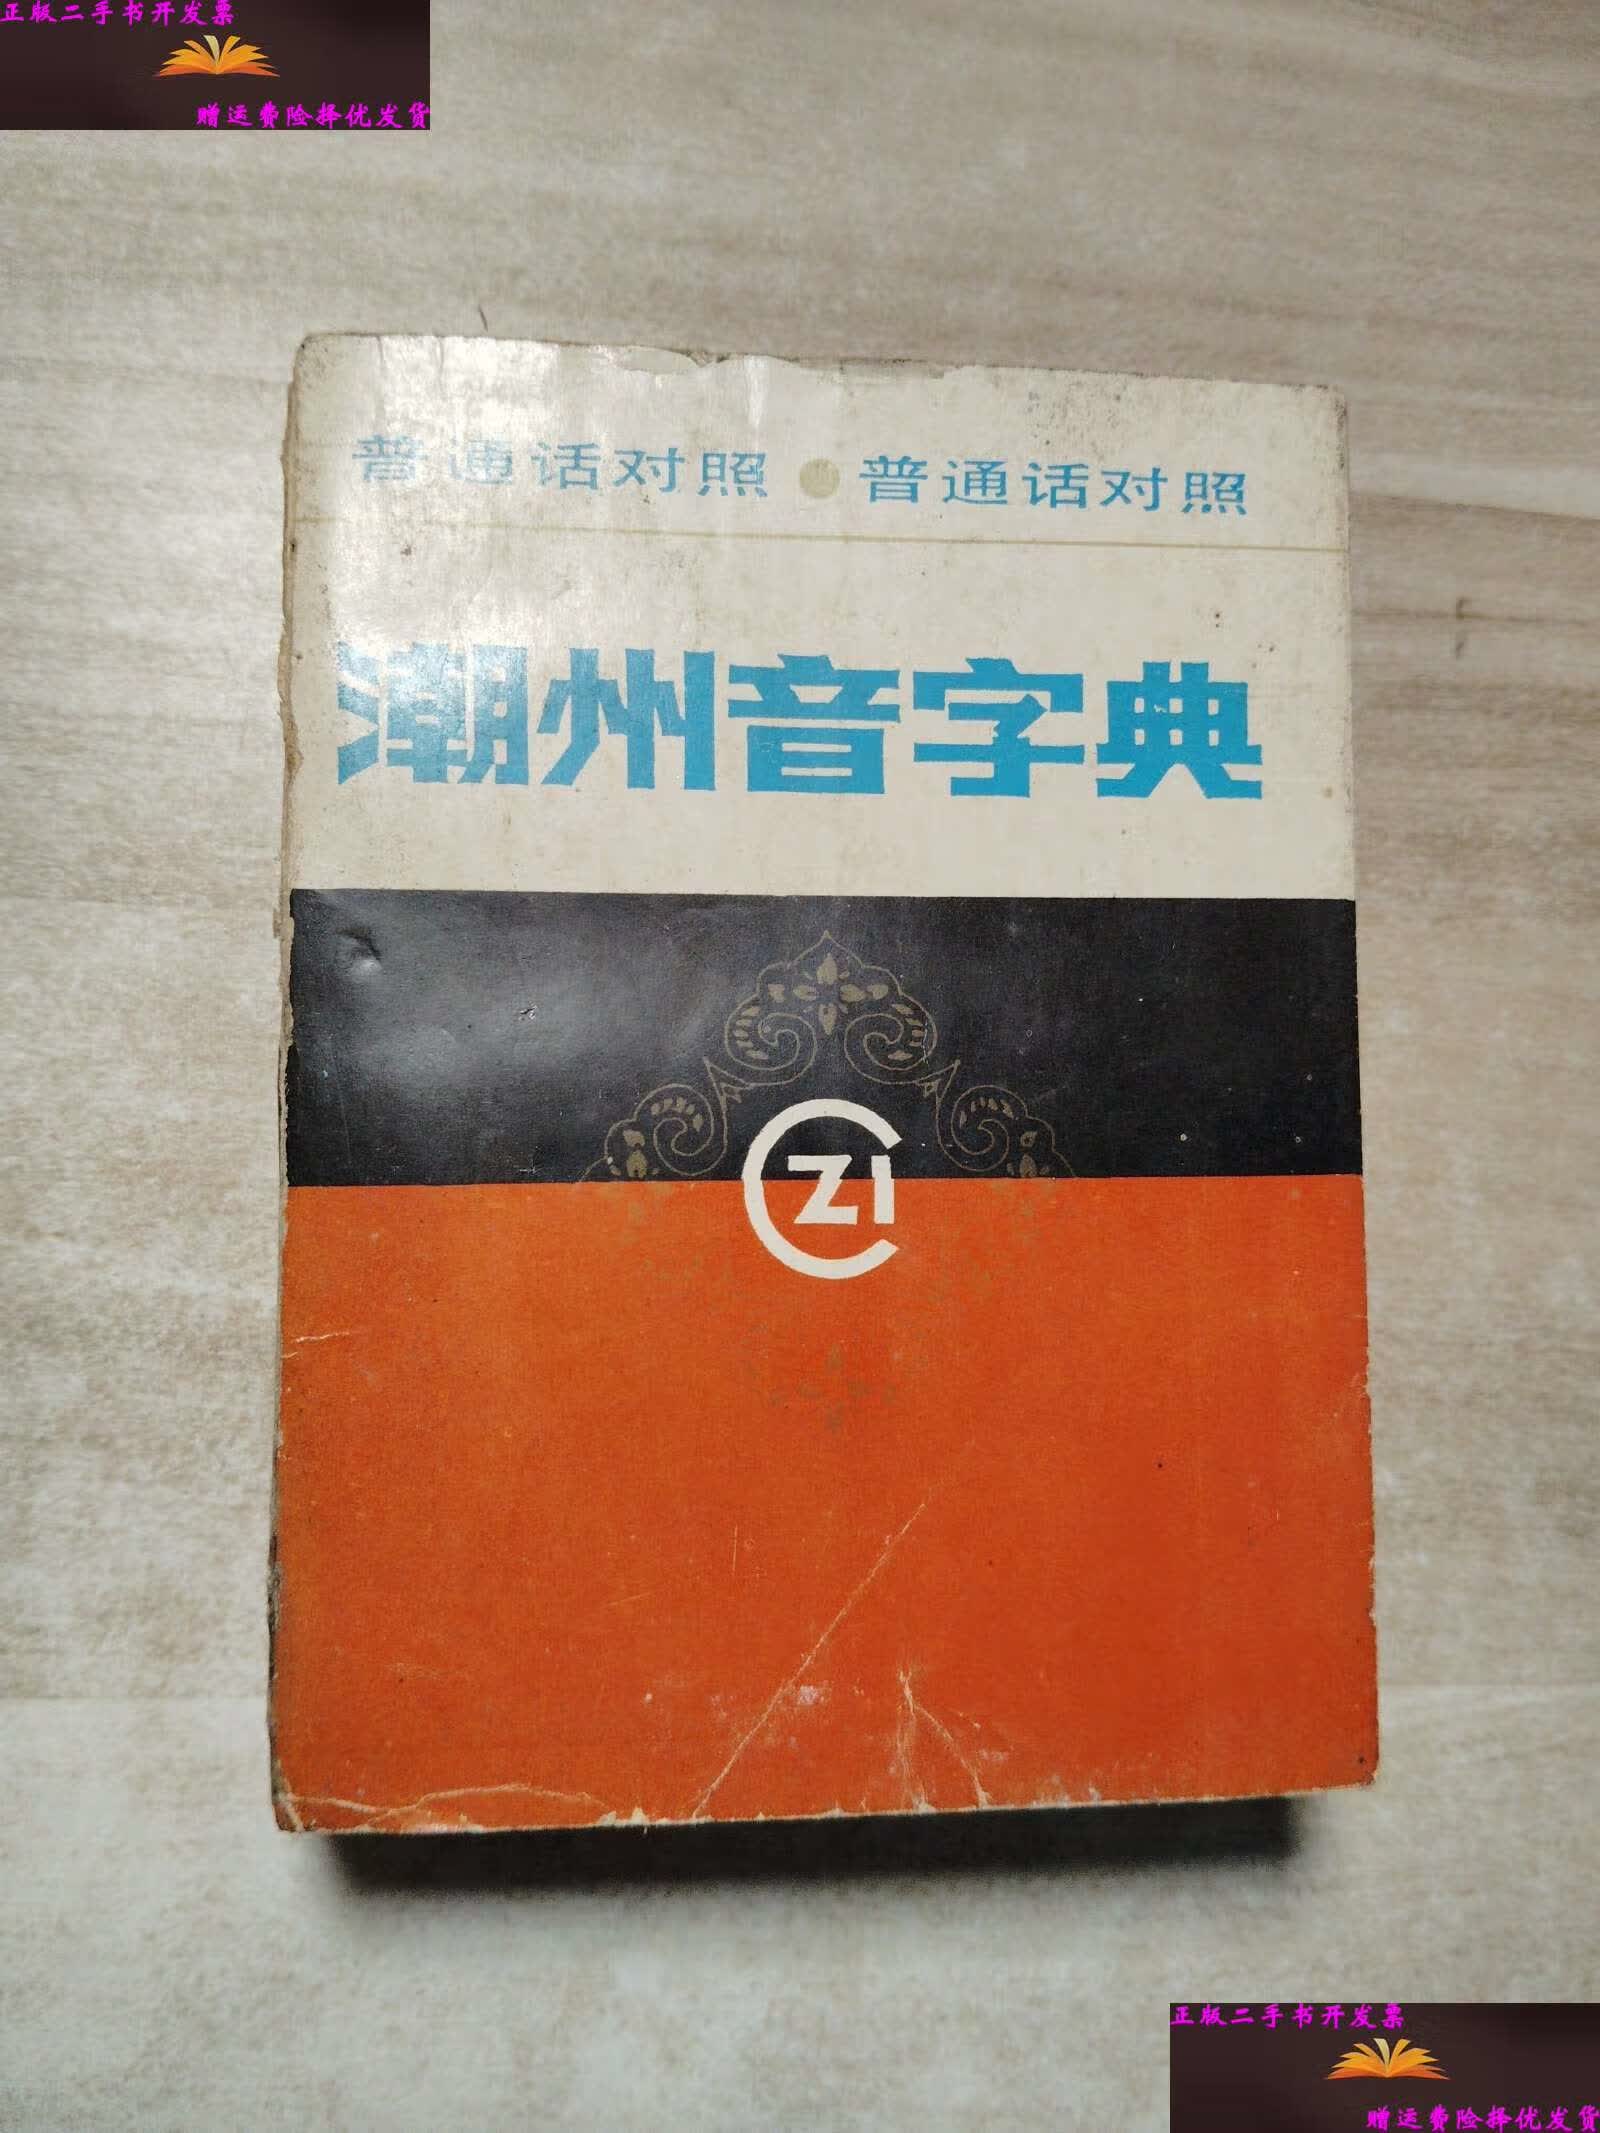 正版二手书开发票
赠运费险择优发货
普通话对照●普通话对照
潮州音字典
CZI
正版二手书开发票
赠运费险择优发货